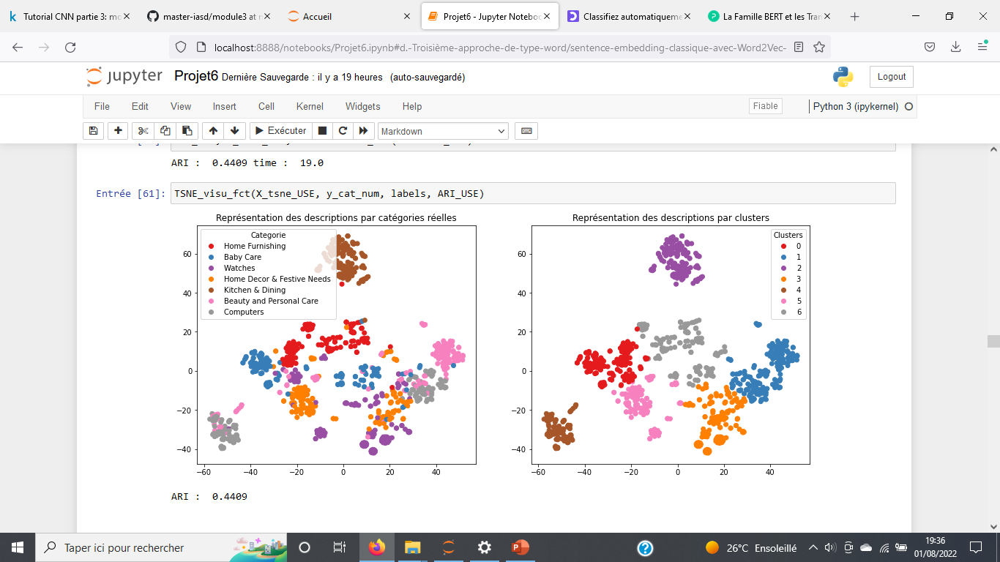 Tutorial CNN partie 3: mo
master-iasd/module3 at r
Accueil
Projet6 - Jupyter Noteboo
Classifiez automatiqueme
La Famille BERT et les Tran
localhost:8888/notebooks/Projet6.ipynb#d.-Troisième-approche-de-type-word/sentence-embedding-classique-avec-Word2Vec-
jupyter Projet6 Dernière Sauvegarde : il y a 19 heures (auto-sauvegardé)
Logout
File Edit View Insert Cell Kernel Widgets Help
Fiable
Python 3 (ipykernel)
Exécuter
Markdown
ARI :  0.4409 time :  19.0
Entrée [61]: TSNE_visu_fct(X_tsne_USE, y_cat_num, labels, ARI_USE)
Représentation des descriptions par catégories réelles
Categorie
Home Furnishing
Baby Care
Watches
Home Decor & Festive Needs
Kitchen & Dining
Beauty and Personal Care
Computers
60
40
20
0
−20
−40
−60 −40 −20 0 20 40
Représentation des descriptions par clusters
Clusters
0
1
2
3
4
5
6
60
40
20
0
−20
−40
−60 −40 −20 0 20 40
ARI :  0.4409
Taper ici pour rechercher
26°C Ensoleillé
19:36
01/08/2022